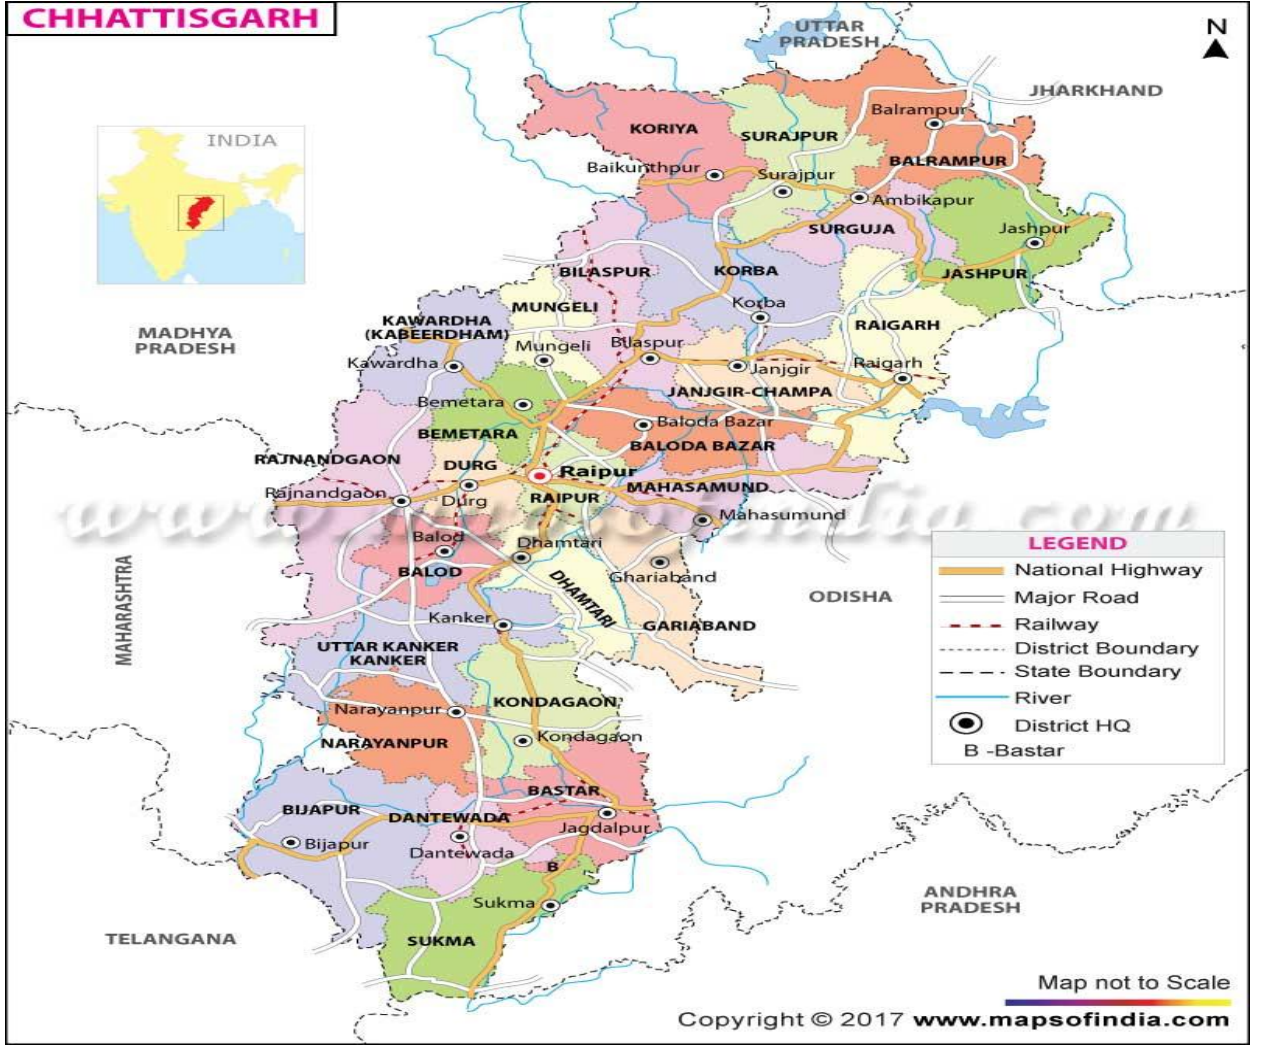 CHHATTISGARH
N
UTTAR
PRADESH
JHARKHAND
INDIA
KORIYA
SURAJPUR
Balrampur
BALRAMPUR
Baikunthpur
Surajpur
Ambikapur
SURGUJA
Jashpur
JASHPUR
BILASPUR
KORBA
MUNGELI
Korba
KAWARDHA
(KABEERDHAM)
RAIGARH
MADHYA
PRADESH
Mungeli
Bilaspur
Kawardha
Janjgir
Raigarh
JANJGIR-CHAMPA
Bemetara
Baloda Bazar
BEMETARA
BALODA BAZAR
RAJNANDGAON
DURG
Raipur
Rajnandgaon
Durg
RAIPUR
MAHASAMUND
Mahasumund
www.mapsofindia.com
Balod
Dhamtari
BALOD
Ghariaband
DHAMTARI
ODISHA
MAHARASHTRA
Kanker
GARIABAND
UTTAR KANKER
KANKER
KONDAGAON
Narayanpur
NARAYANPUR
Kondagaon
BASTAR
BIJAPUR
DANTEWADA
Jagdalpur
Bijapur
Dantewada
B
Sukma
SUKMA
TELANGANA
ANDHRA
PRADESH
LEGEND
National Highway
Major Road
Railway
District Boundary
State Boundary
River
District HQ
B -Bastar
Map not to Scale
Copyright © 2017 www.mapsofindia.com